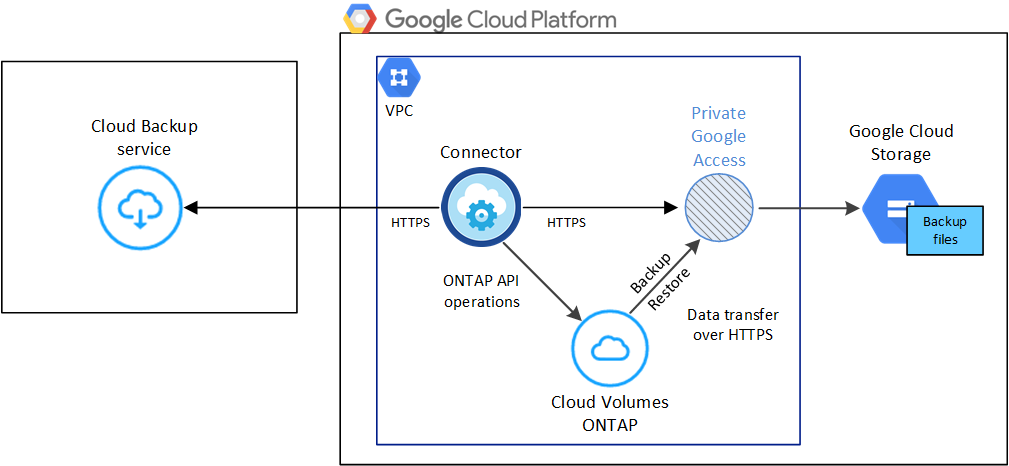 Google Cloud Platform
VPC
Cloud Backup
service
Connector
Private
Google
Access
Google Cloud
Storage
HTTPS
HTTPS
Backup
files
ONTAP API
operations
Backup
Restore
Data transfer
over HTTPS
Cloud Volumes
ONTAP